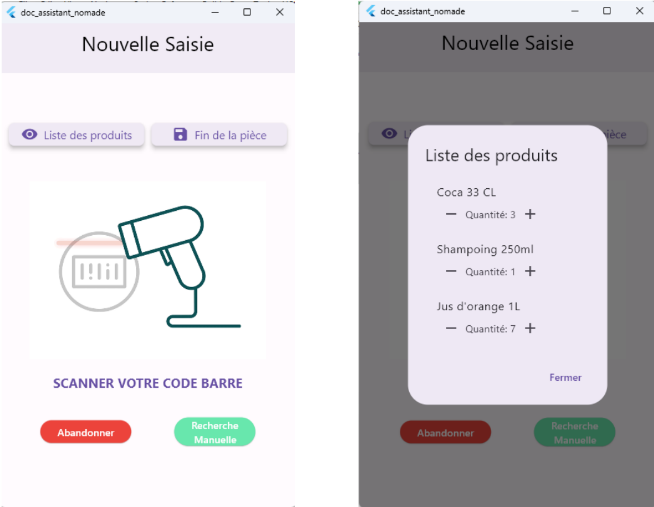 doc_assistant_nomade
Nouvelle Saisie
Liste des produits
Fin de la pièce
SCANNER VOTRE CODE BARRE
Abandonner
Recherche
Manuelle
doc_assistant_nomade
Nouvelle Saisie
ièce
Liste des produits
Coca 33 CL
Quantité: 3
Shampoing 250ml
Quantité: 1
Jus d'orange 1L
Quantité: 7
Fermer
Abandonner
Recherche
Manuelle